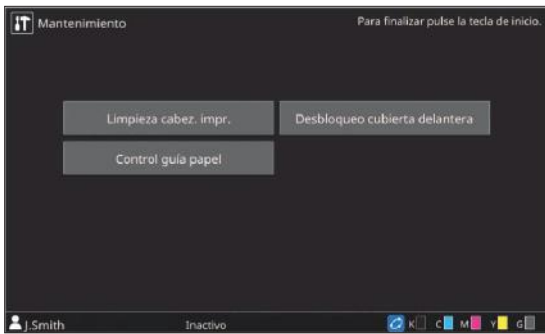 Mantenimiento
Para finalizar pulse la tecla de inicio.
Limpieza cabez. impr.
Desbloqueo cubierta delantera
Control guía papel
J.Smith
Inactivo
K C M Y G